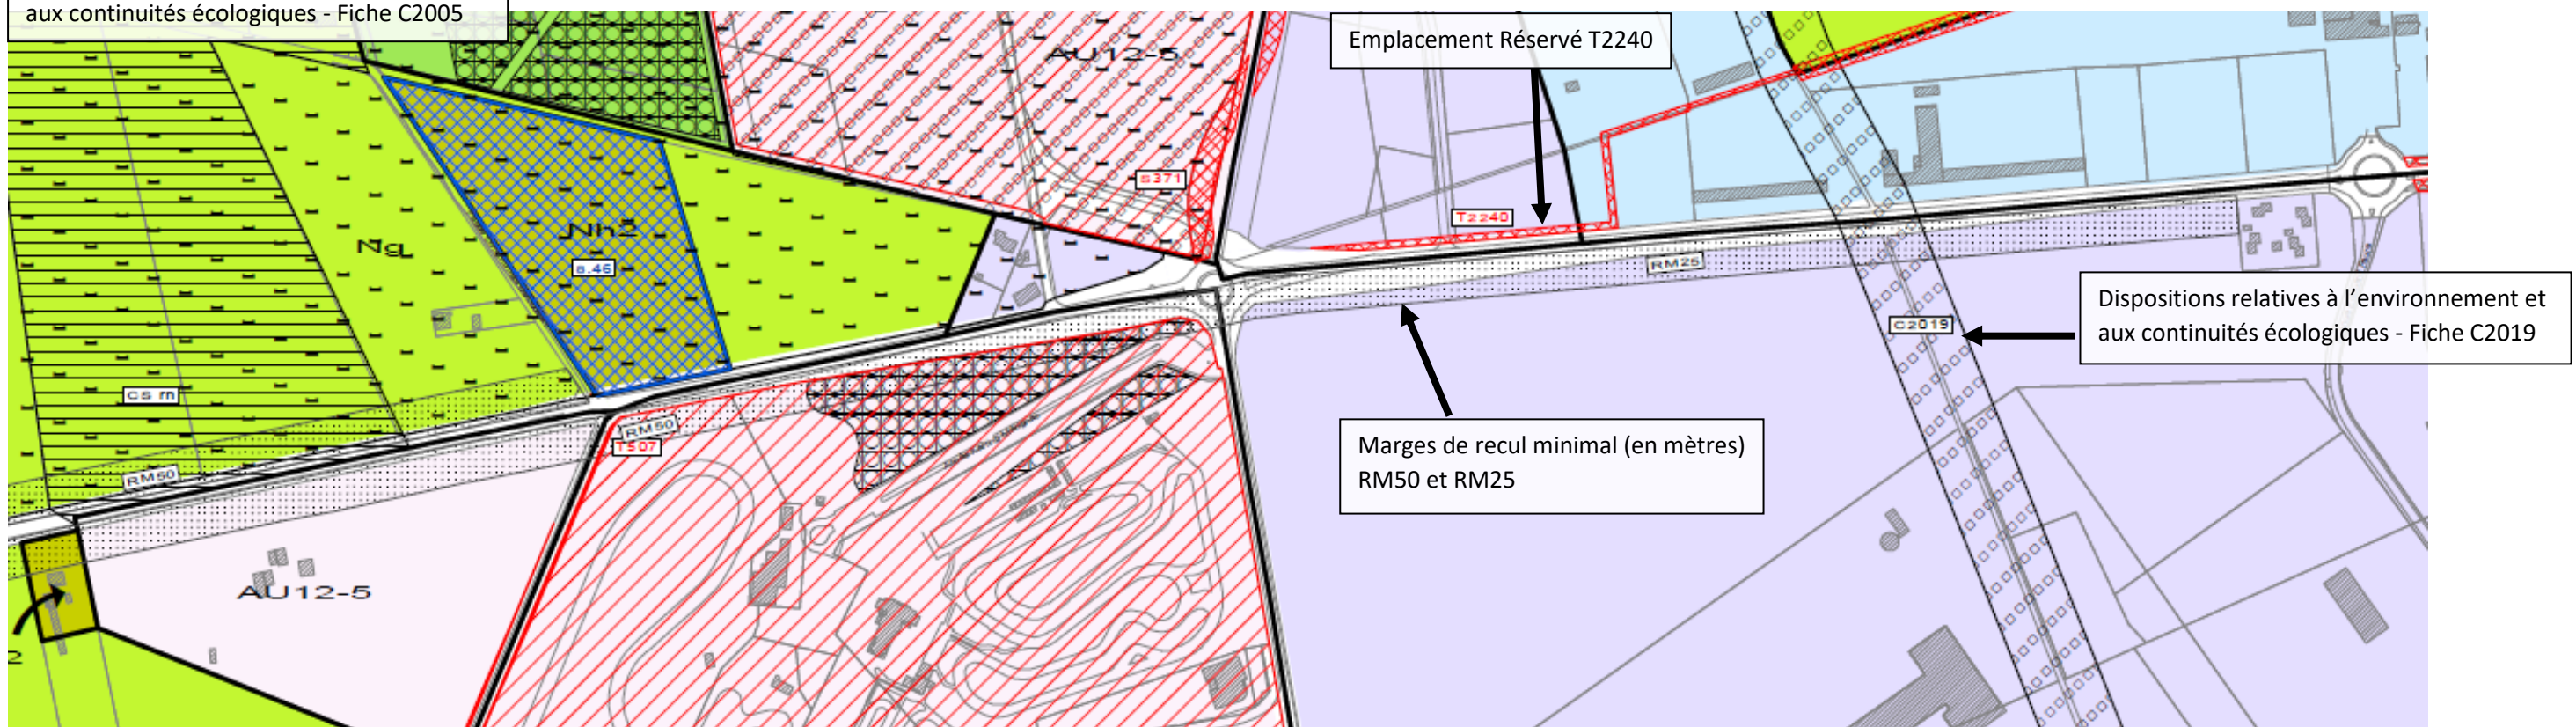 aux continuités écologiques - Fiche C2005
Emplacement Réservé T2240
AU12-5
S371
T2240
Nh2
Ng
a.46
RM25
C2019
Dispositions relatives à l’environnement et
aux continuités écologiques - Fiche C2019
cs m
RM50
T507
Marges de recul minimal (en mètres)
RM50 et RM25
RM50
AU12-5
2